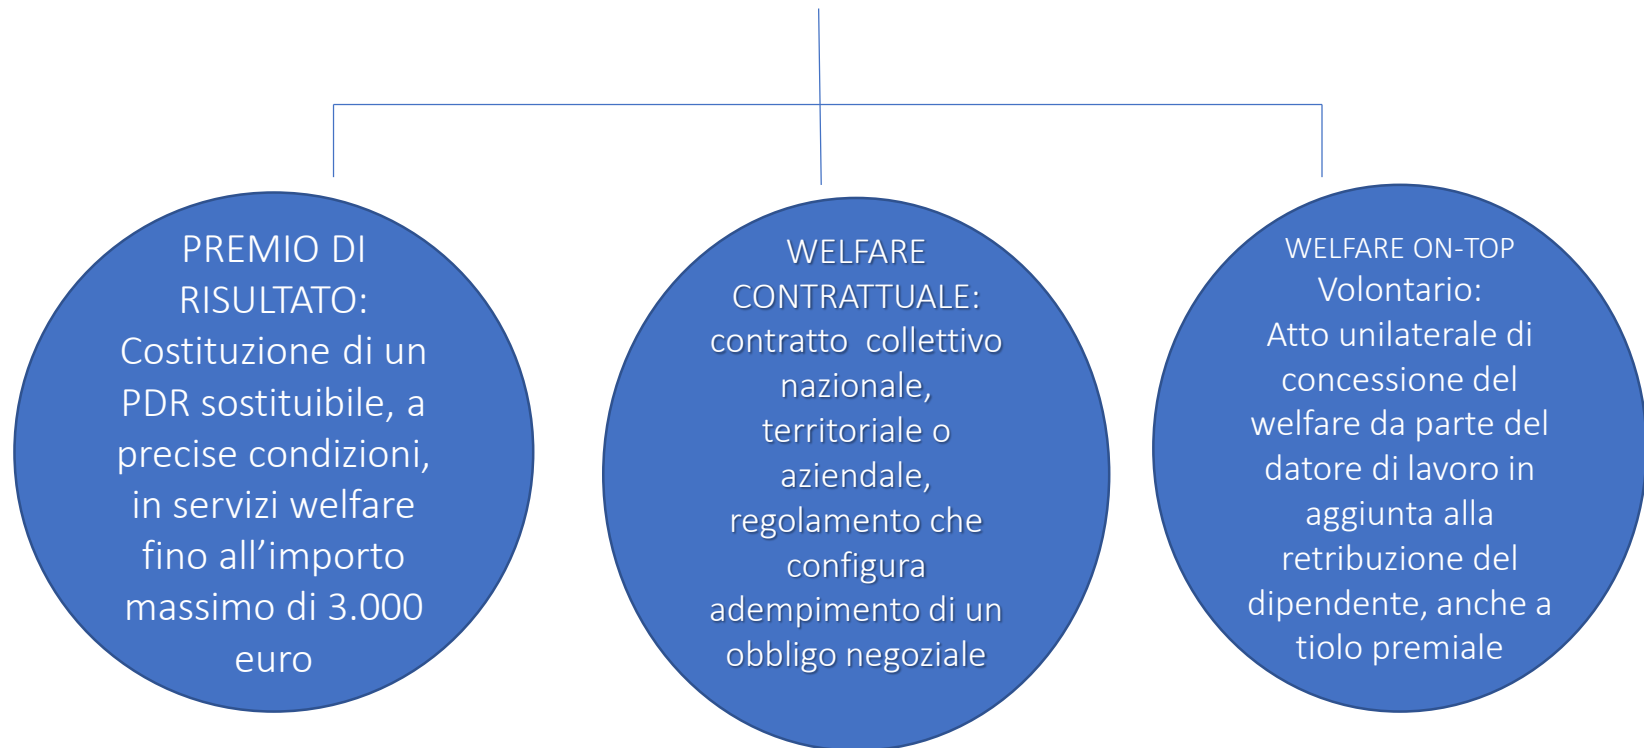 PREMIO DI
RISULTATO:
Costituzione di un
PDR sostituibile, a
precise condizioni,
in servizi welfare
fino all’importo
massimo di 3.000
euro
WELFARE
CONTRATTUALE:
contratto collettivo
nazionale,
territoriale o
aziendale,
regolamento che
configura
adempimento di un
obbligo negoziale
WELFARE ON-TOP
Volontario:
Atto unilaterale di
concessione del
welfare da parte del
datore di lavoro in
aggiunta alla
retribuzione del
dipendente, anche a
tiolo premiale